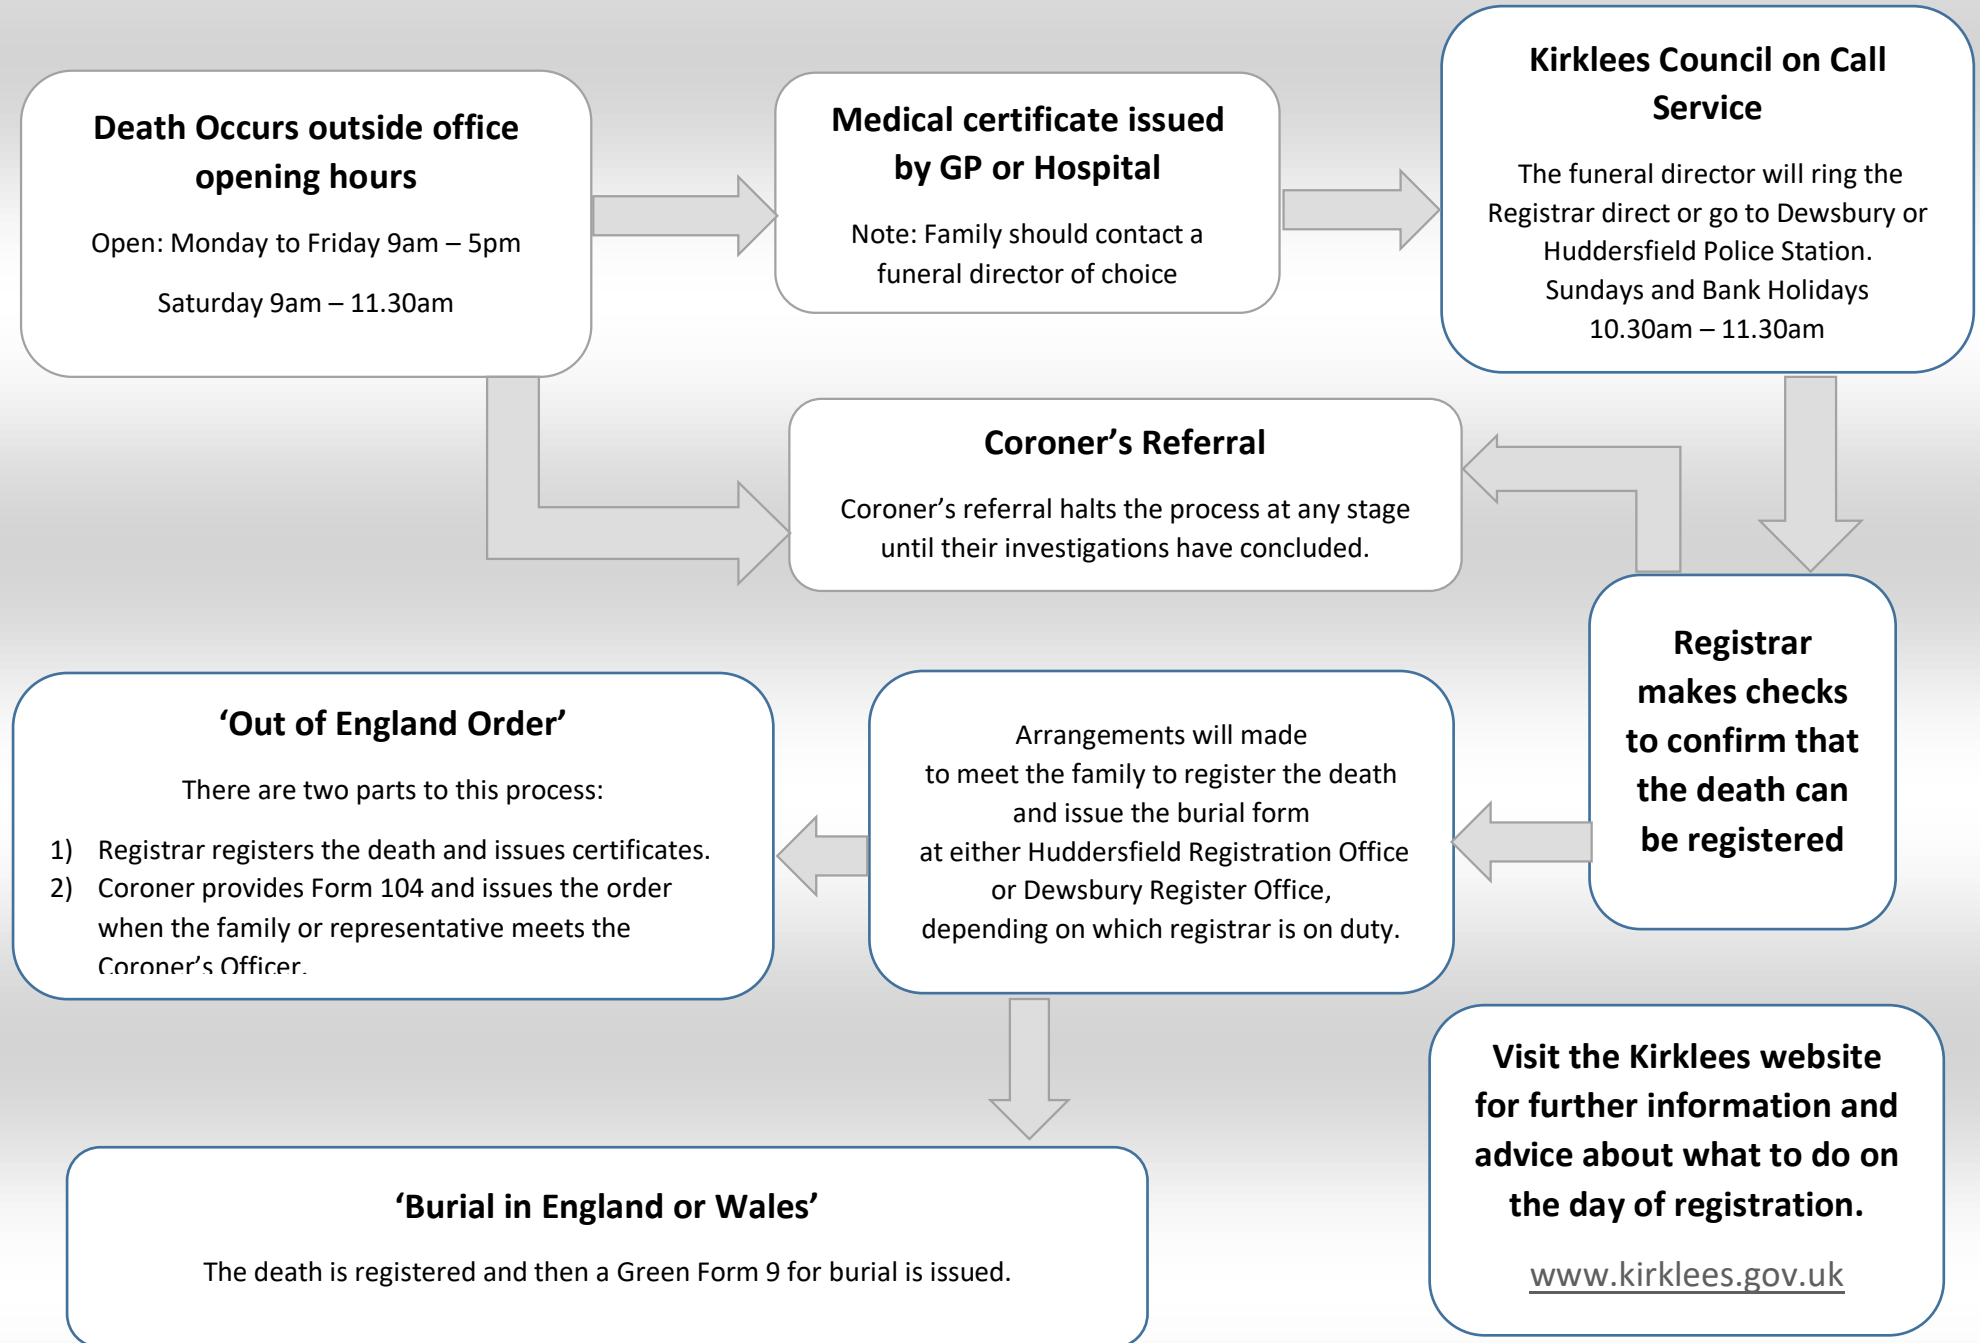 Death Occurs outside office
opening hours
Open: Monday to Friday 9am – 5pm
Saturday 9am – 11.30am
Medical certificate issued
by GP or Hospital
Note: Family should contact a
funeral director of choice
Kirklees Council on Call
Service
The funeral director will ring the
Registrar direct or go to Dewsbury or
Huddersfield Police Station.
Sundays and Bank Holidays
10.30am – 11.30am
Coroner’s Referral
Coroner’s referral halts the process at any stage
until their investigations have concluded.
Registrar
makes checks
to confirm that
the death can
be registered
Arrangements will made
to meet the family to register the death
and issue the burial form
at either Huddersfield Registration Office
or Dewsbury Register Office,
depending on which registrar is on duty.
‘Out of England Order’
There are two parts to this process:
1) Registrar registers the death and issues certificates.
2) Coroner provides Form 104 and issues the order
when the family or representative meets the
Coroner’s Officer.
‘Burial in England or Wales’
The death is registered and then a Green Form 9 for burial is issued.
Visit the Kirklees website
for further information and
advice about what to do on
the day of registration.
www.kirklees.gov.uk